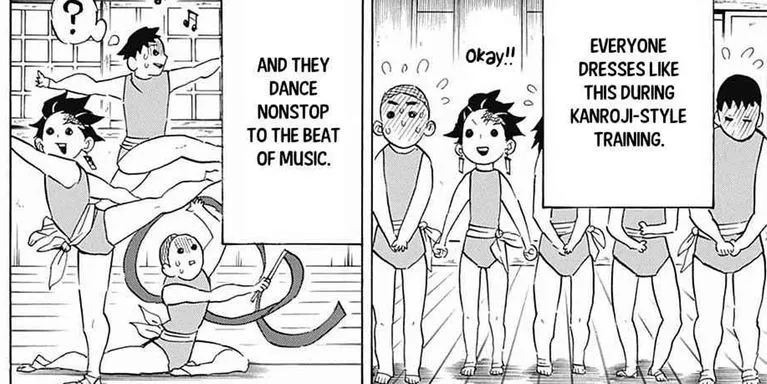 EVERYONE
DRESSES LIKE
THIS DURING
KANROJI-STYLE
TRAINING.
Okay!!
AND THEY
DANCE
NONSTOP
TO THE BEAT
OF MUSIC.
?